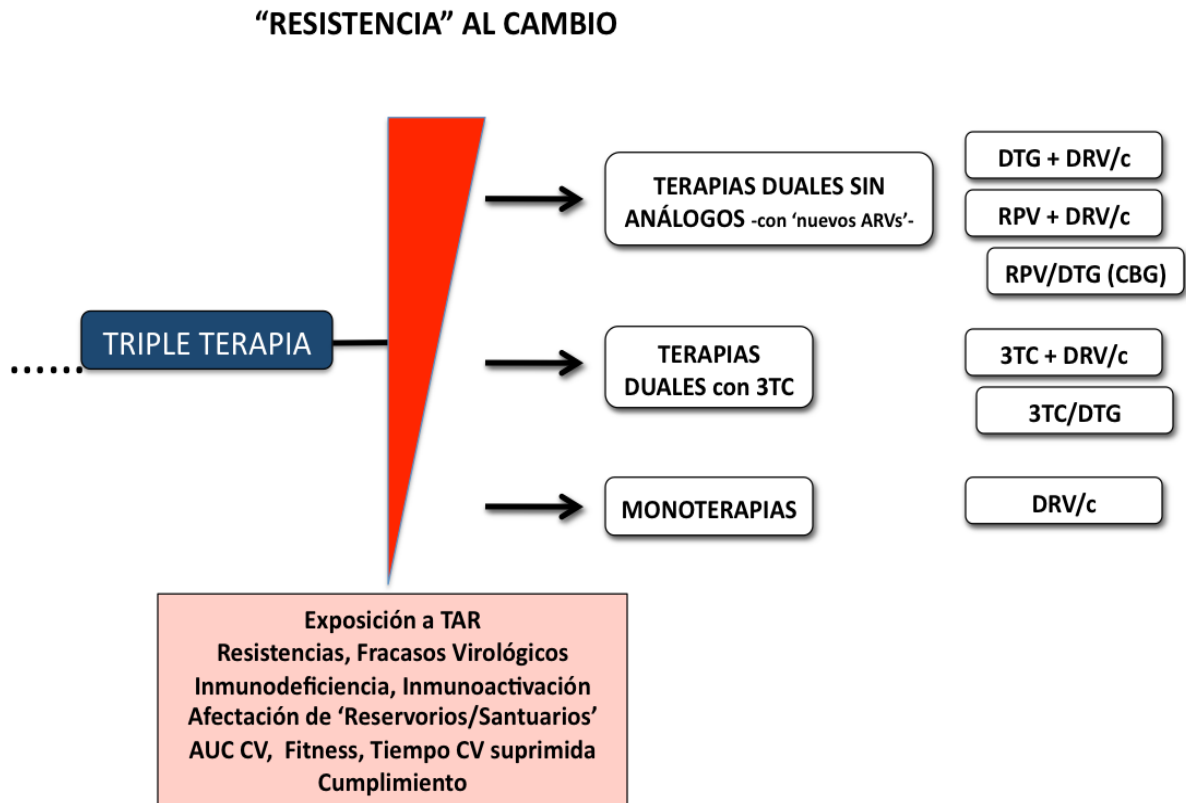 “RESISTENCIA” AL CAMBIO
TERAPIAS DUALES SIN
ANÁLOGOS -con ‘nuevos ARVs’-
DTG + DRV/c
RPV + DRV/c
RPV/DTG (CBG)
......
TRIPLE TERAPIA
TERAPIAS
DUALES con 3TC
3TC + DRV/c
3TC/DTG
MONOTERAPIAS
DRV/c
Exposición a TAR
Resistencias, Fracasos Virológicos
Inmunodeficiencia, Inmunoactivación
Afectación de ‘Reservorios/Santuarios’
AUC CV, Fitness, Tiempo CV suprimida
Cumplimiento